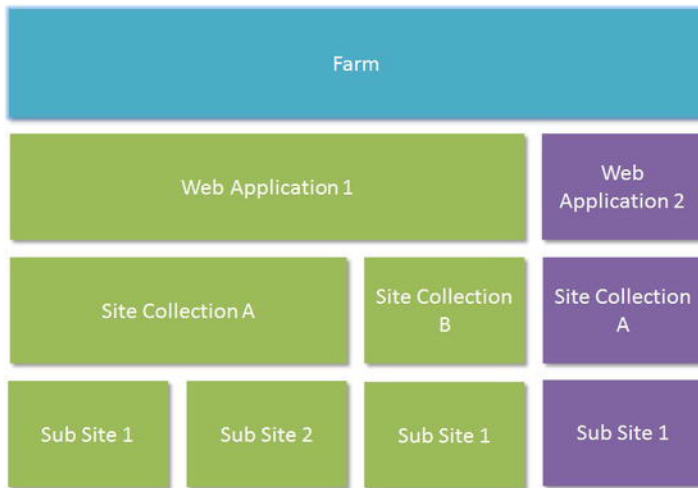 Farm
Web Application 1
Web
Application 2
Site Collection A
Site Collection
B
Site Collection
A
Sub Site 1
Sub Site 2
Sub Site 1
Sub Site 1